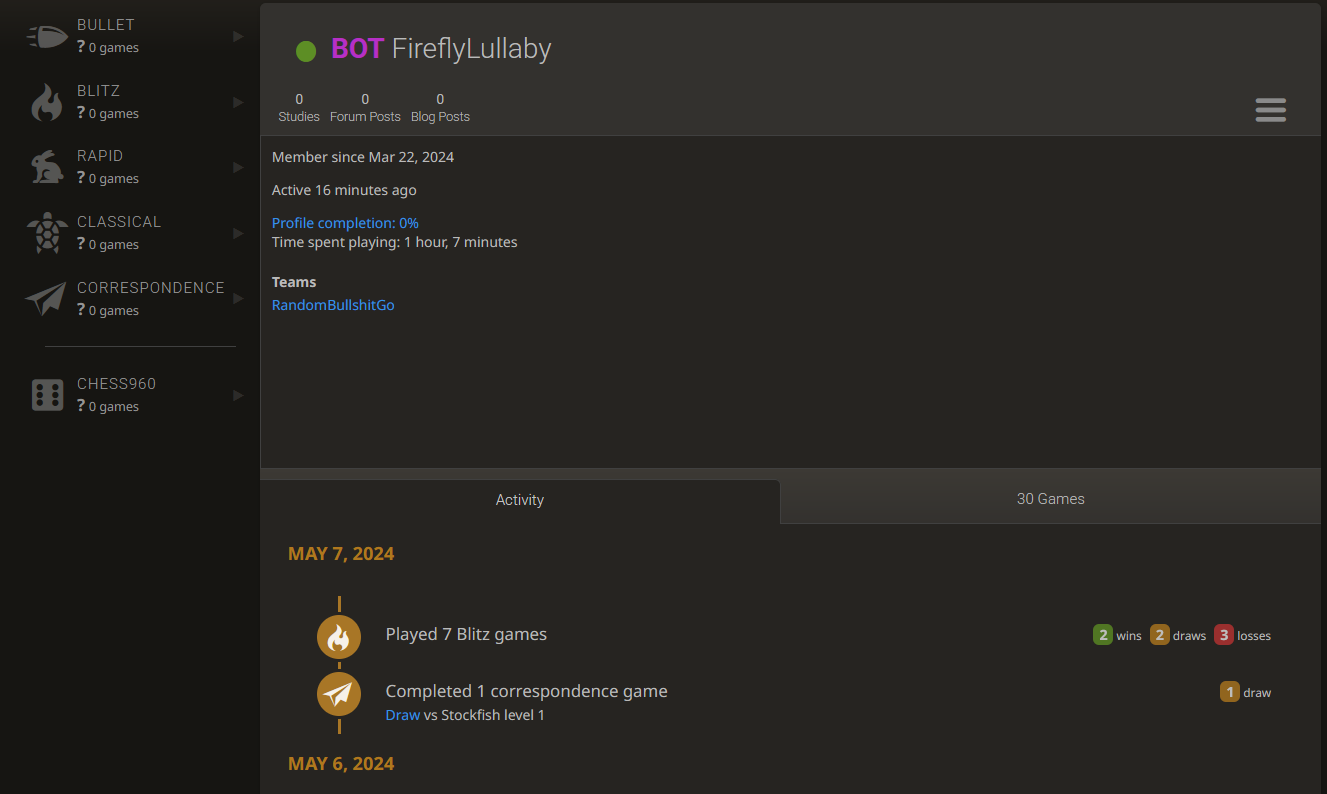 BULLET
? 0 games
BLITZ
? 0 games
RAPID
? 0 games
CLASSICAL
? 0 games
CORRESPONDENCE
? 0 games
CHESS960
? 0 games
BOT FireflyLullaby
0 0 0
Studies Forum Posts Blog Posts
Member since Mar 22, 2024
Active 16 minutes ago
Profile completion: 0%
Time spent playing: 1 hour, 7 minutes
Teams
RandomBullshitGo
Activity 30 Games
MAY 7, 2024
Played 7 Blitz games 2 wins 2 draws 3 losses
Completed 1 correspondence game 1 draw
Draw vs Stockfish level 1
MAY 6, 2024